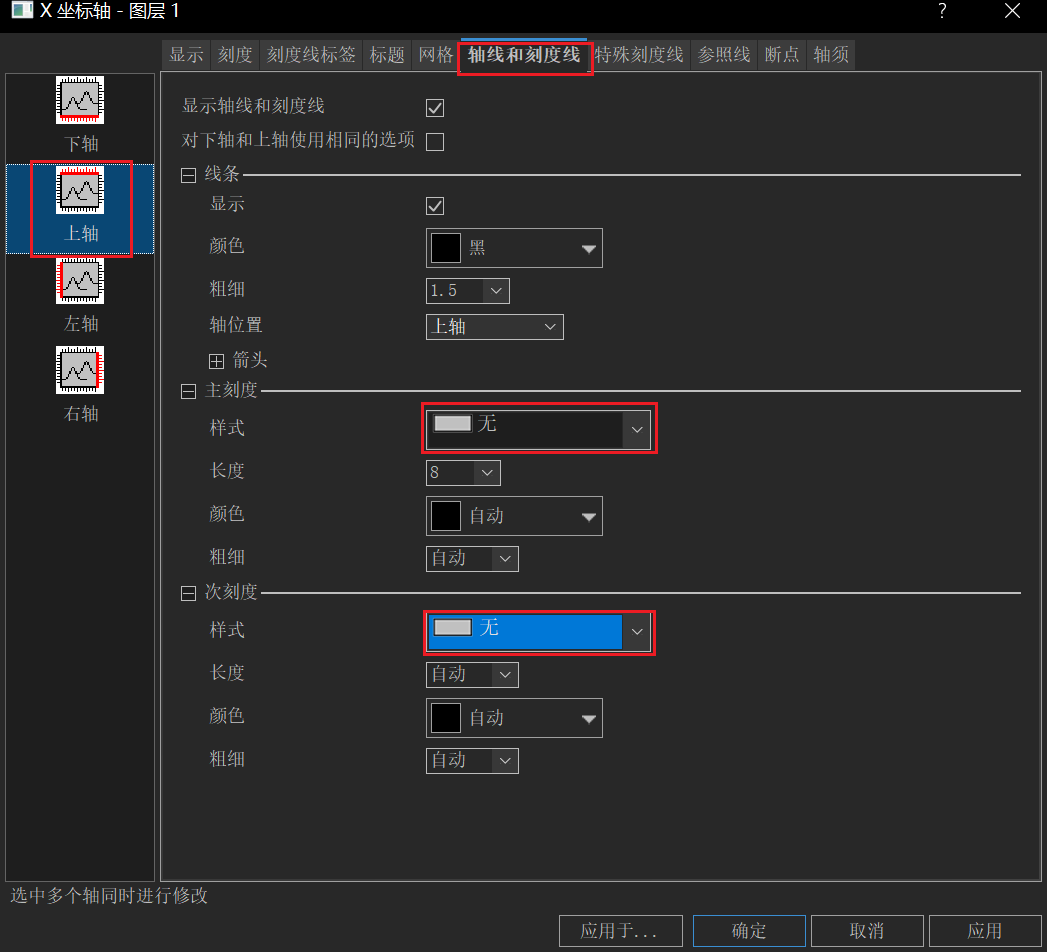 X 坐标轴 - 图层 1
?
显示 刻度 刻度线标签 标题 网格 轴线和刻度线 特殊刻度线 参照线 断点 轴须
下轴
上轴
左轴
右轴
显示轴线和刻度线
对下轴和上轴使用相同的选项
线条
显示
颜色 黑
粗细 1.5
轴位置 上轴
箭头
主刻度
样式 无
长度 8
颜色 自动
粗细 自动
次刻度
样式 无
长度 自动
颜色 自动
粗细 自动
选中多个轴同时进行修改
应用于... 确定 取消 应用